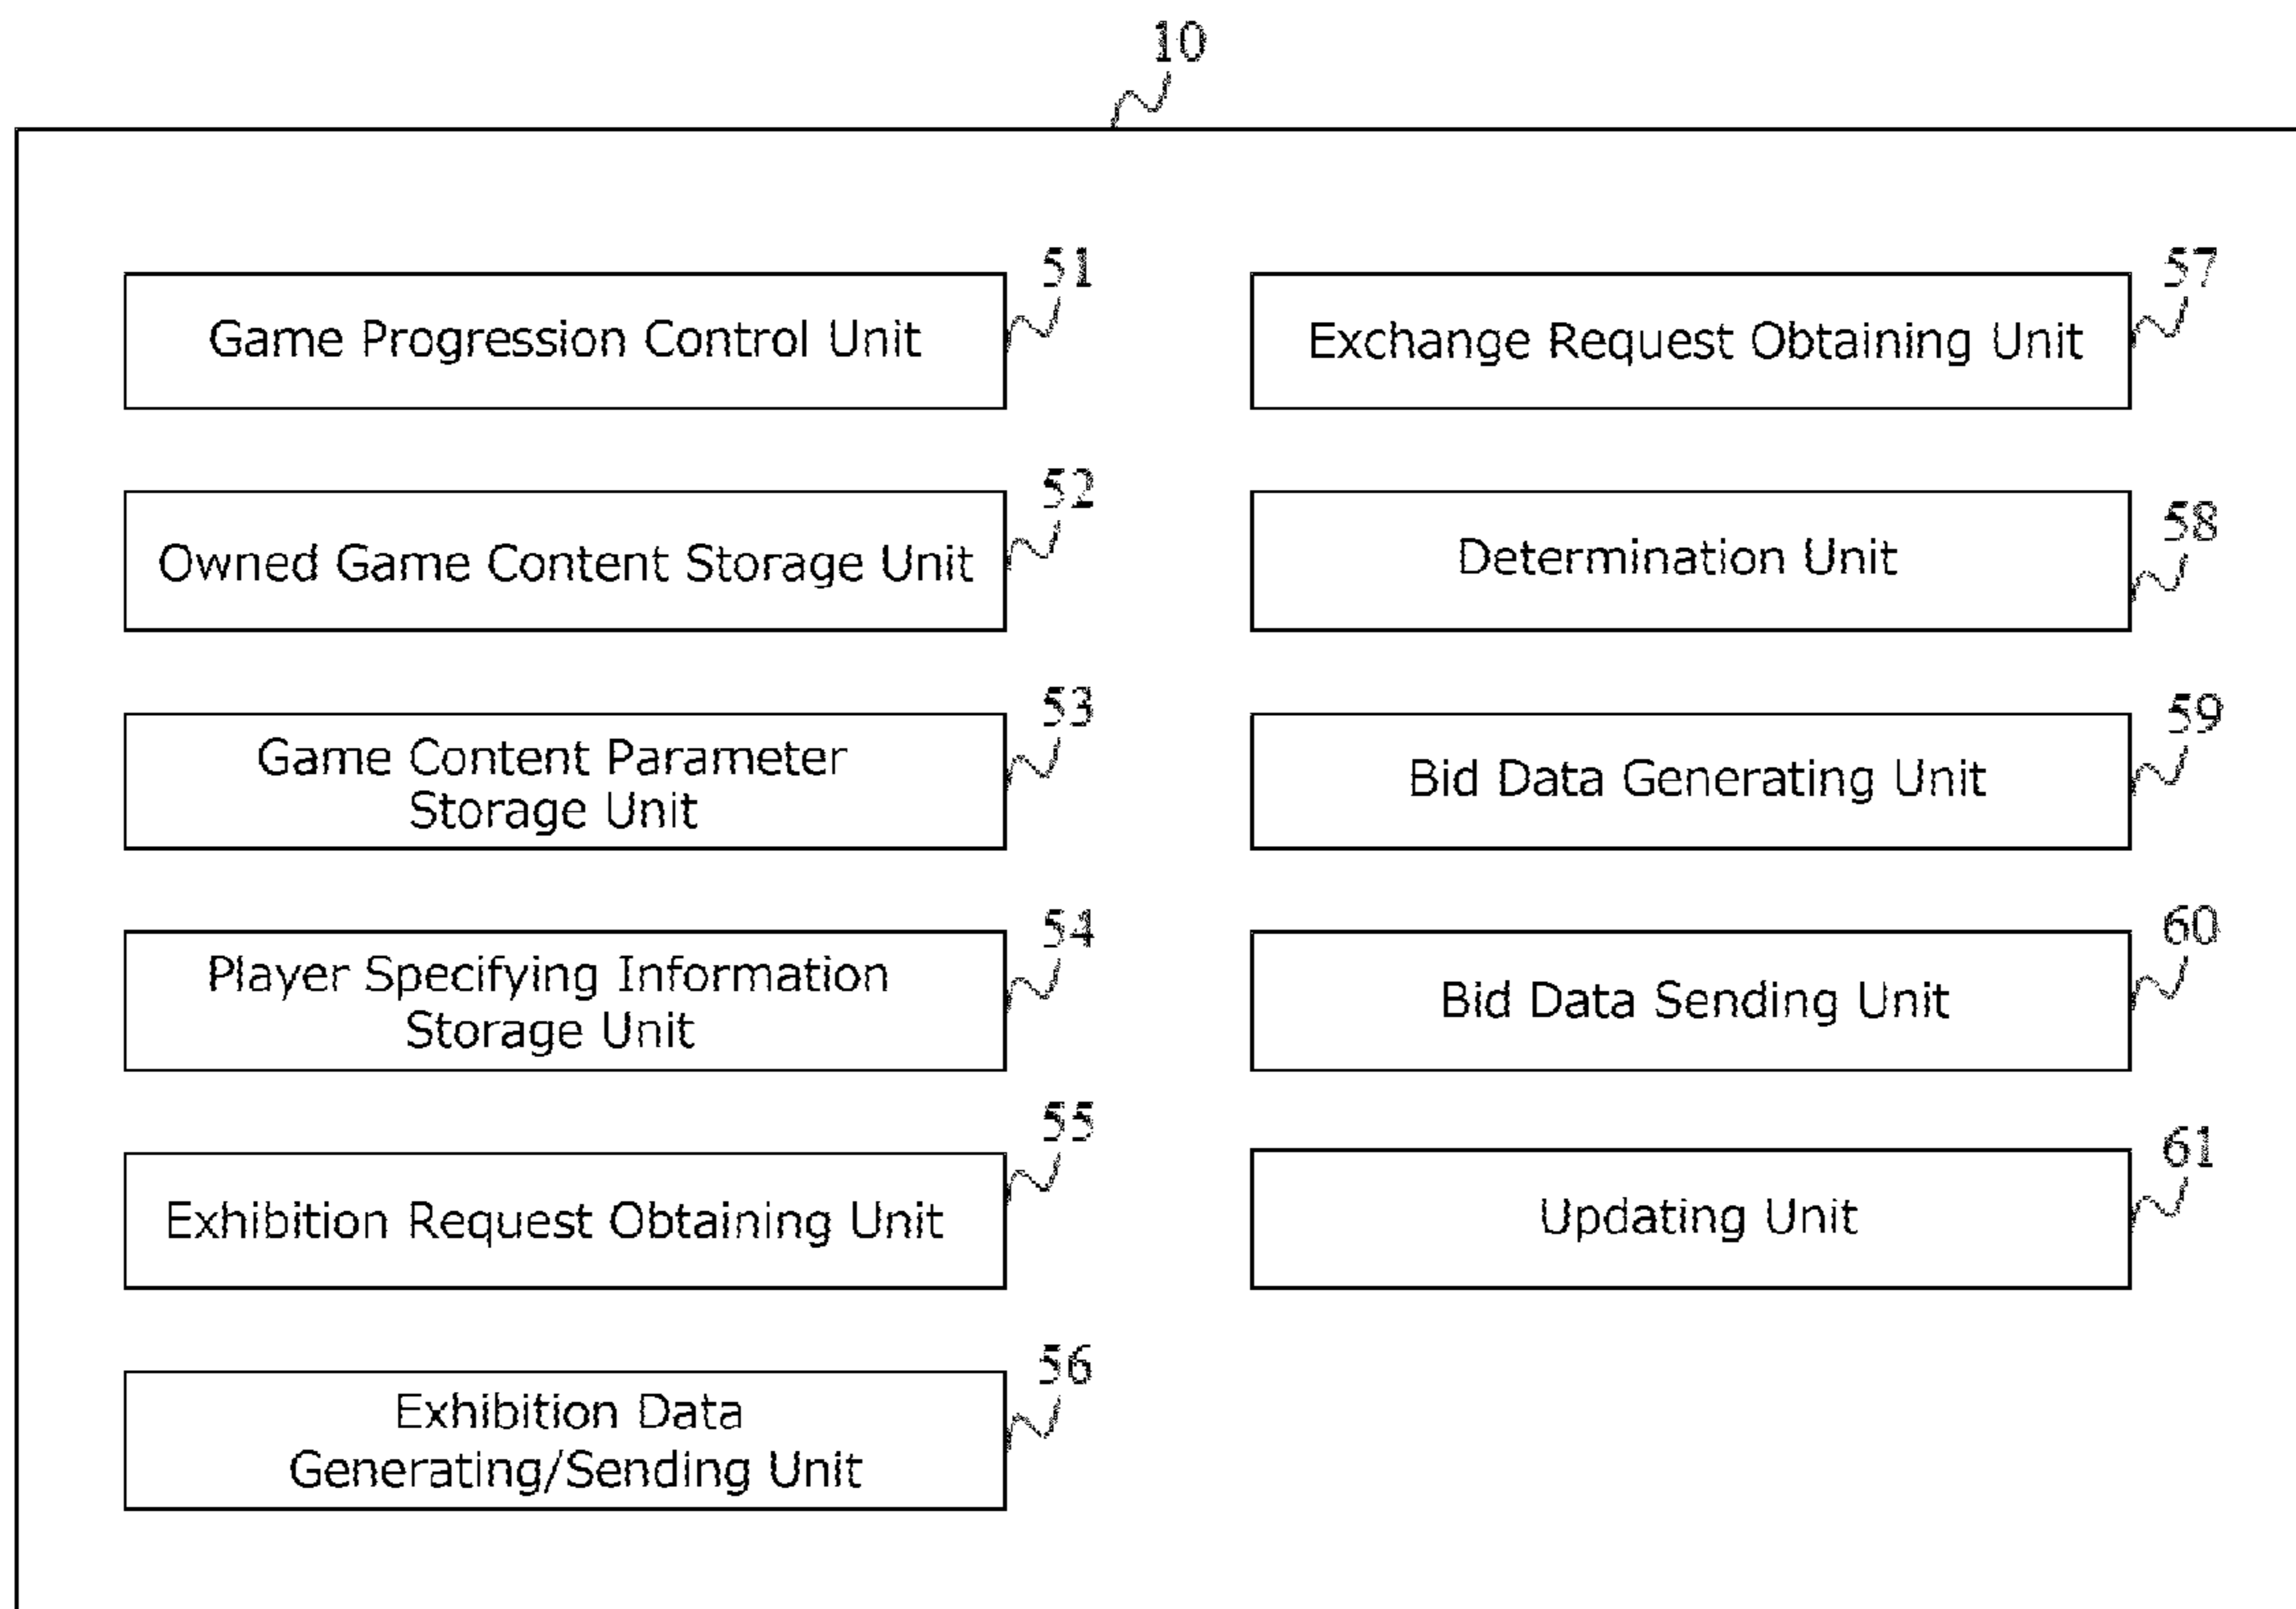 10
51
Game Progression Control Unit
52
Owned Game Content Storage Unit
53
Game Content Parameter
Storage Unit
54
Player Specifying Information
Storage Unit
55
Exhibition Request Obtaining Unit
56
Exhibition Data
Generating/Sending Unit
57
Exchange Request Obtaining Unit
58
Determination Unit
59
Bid Data Generating Unit
60
Bid Data Sending Unit
61
Updating Unit